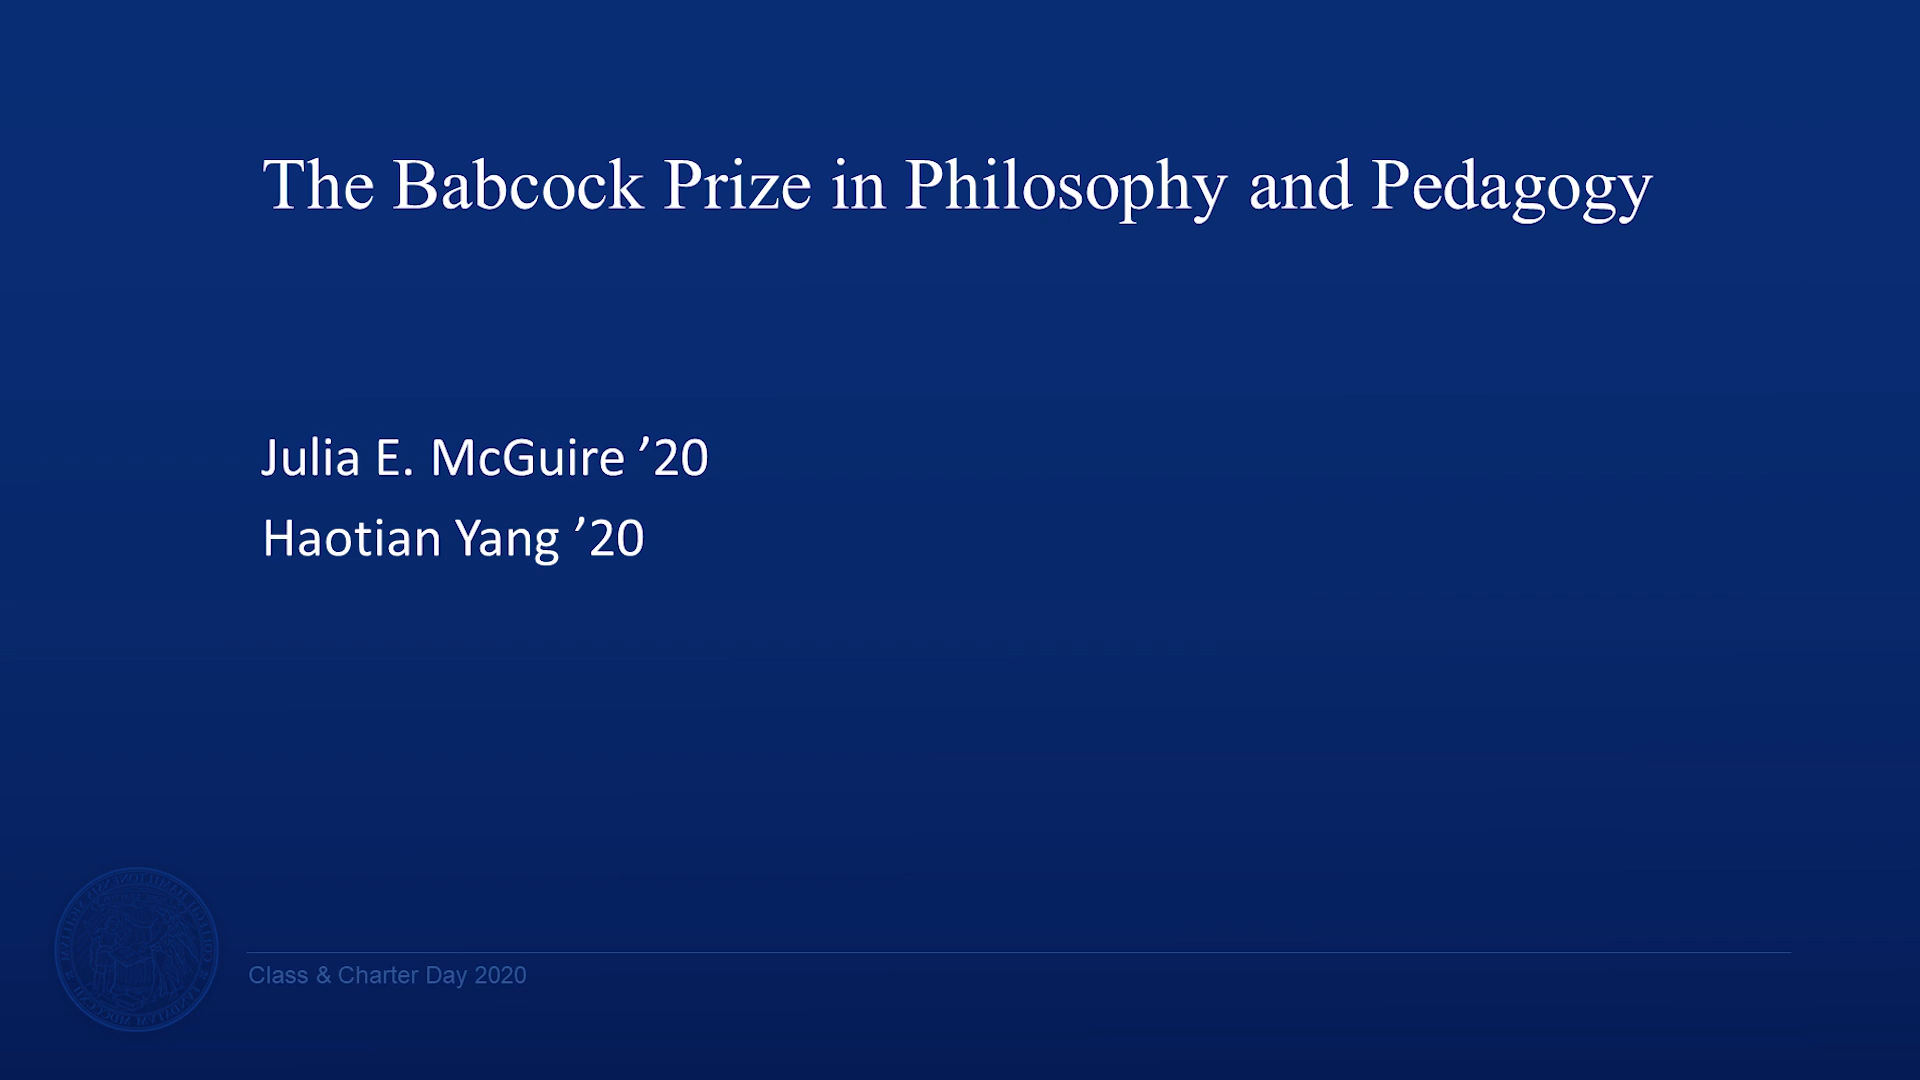 The Babcock Prize in Philosophy and Pedagogy
Julia E. McGuire ’20
Haotian Yang ’20
Class & Charter Day 2020